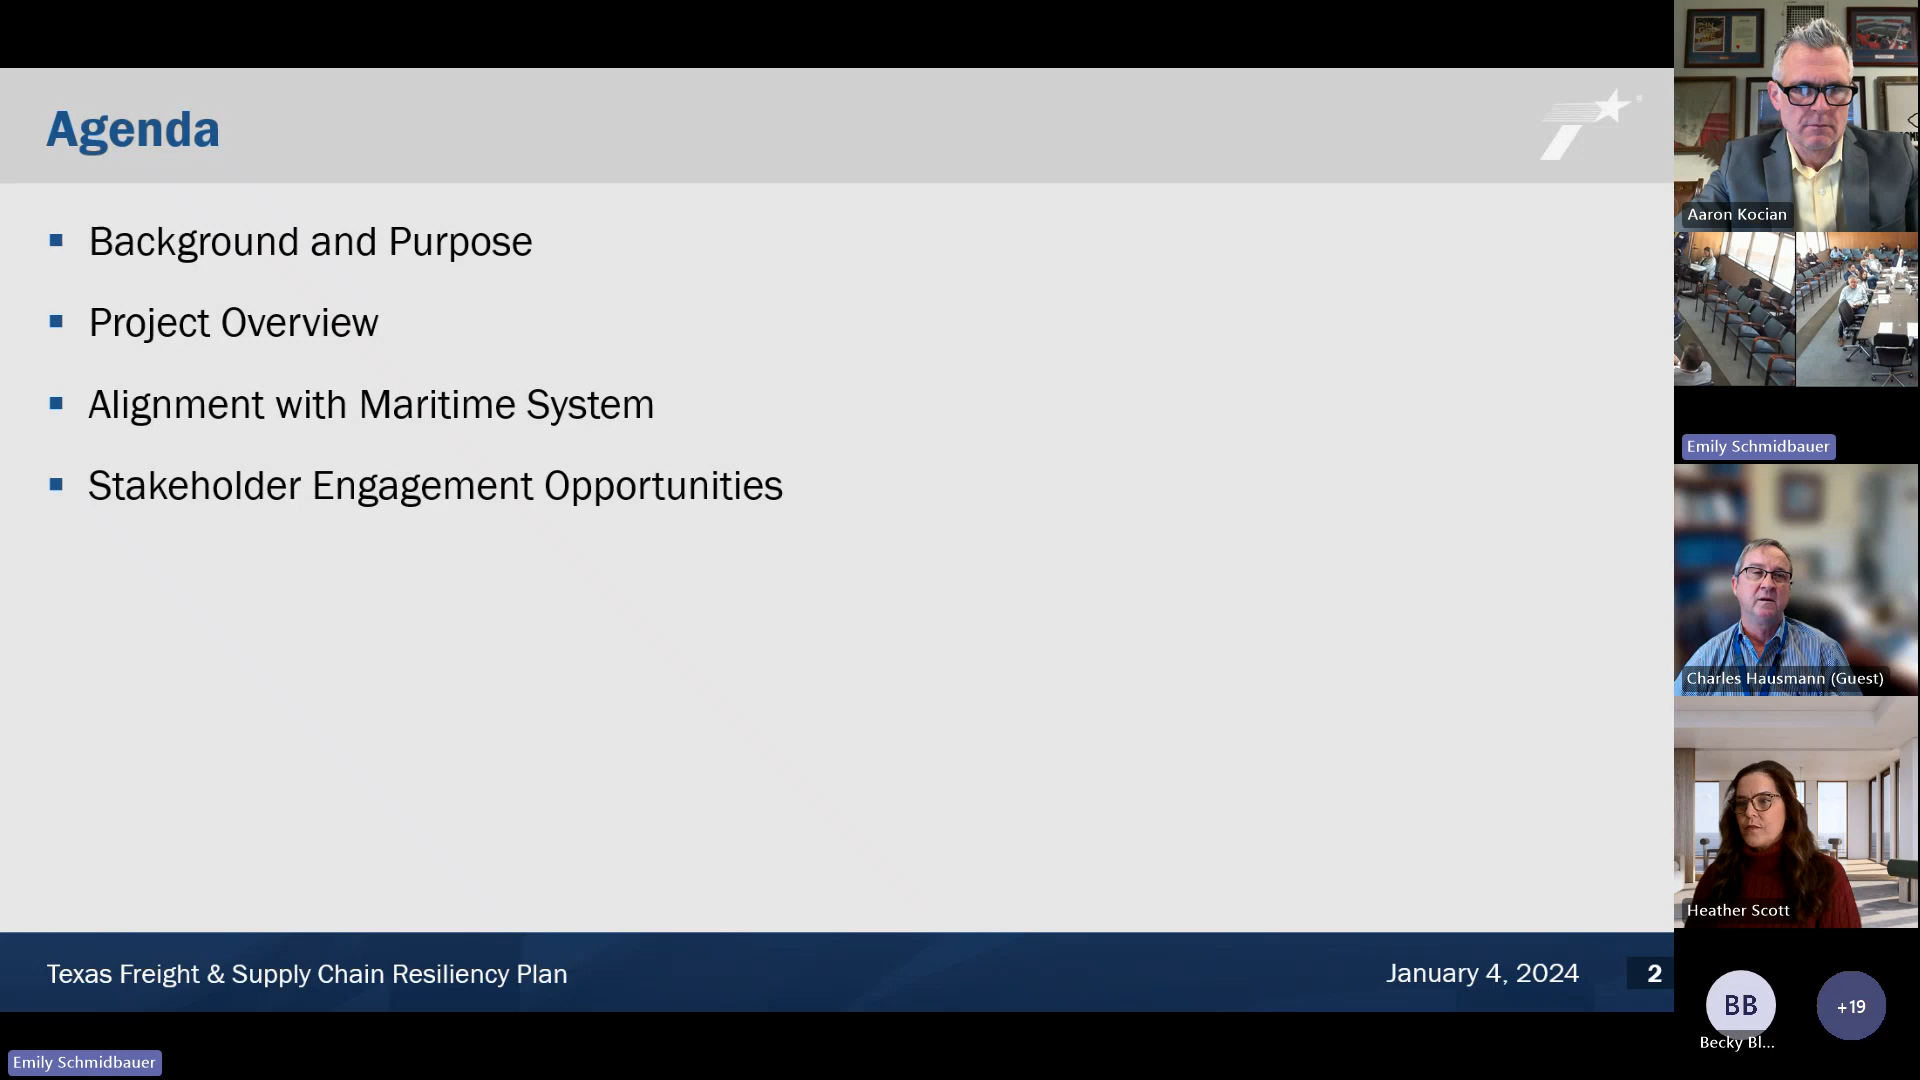 Agenda
Background and Purpose
Project Overview
Alignment with Maritime System
Stakeholder Engagement Opportunities
Texas Freight & Supply Chain Resiliency Plan
January 4, 2024
2
Emily Schmidbauer
Aaron Kocian
Emily Schmidbauer
Charles Hausmann (Guest)
Heather Scott
BB
Becky Bl...
+19